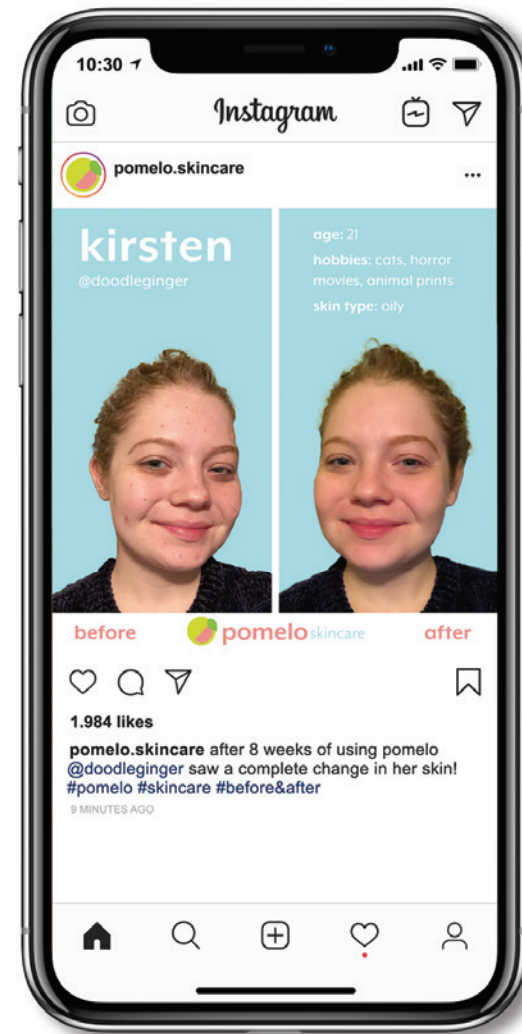 10:30
Instagram
pomelo.skincare
kirsten
@doodleginger
age: 21
hobbies: cats, horror
movies, animal prints
skin type: oily
before
pomelo skincare
after
1.984 likes
pomelo.skincare after 8 weeks of using pomelo
@doodleginger saw a complete change in her skin!
#pomelo #skincare #before&after
9 MINUTES AGO